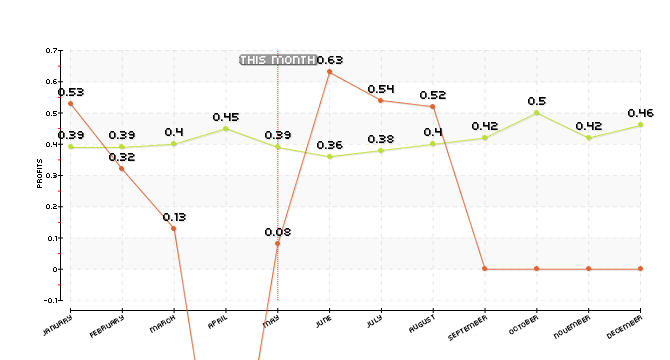 THIS MONTH
0.63
0.7
0.53
0.54
0.52
0.6
0.5
0.5
0.45
0.46
0.39
0.39
0.4
0.39
0.36
0.38
0.4
0.42
0.42
0.4
0.32
0.3
0.2
0.13
0.08
0.1
0
-0.1
PROFITS
JANUARY
FEBRUARY
MARCH
APRIL
MAY
JUNE
JULY
AUGUST
SEPTEMBER
OCTOBER
NOVEMBER
DECEMBER